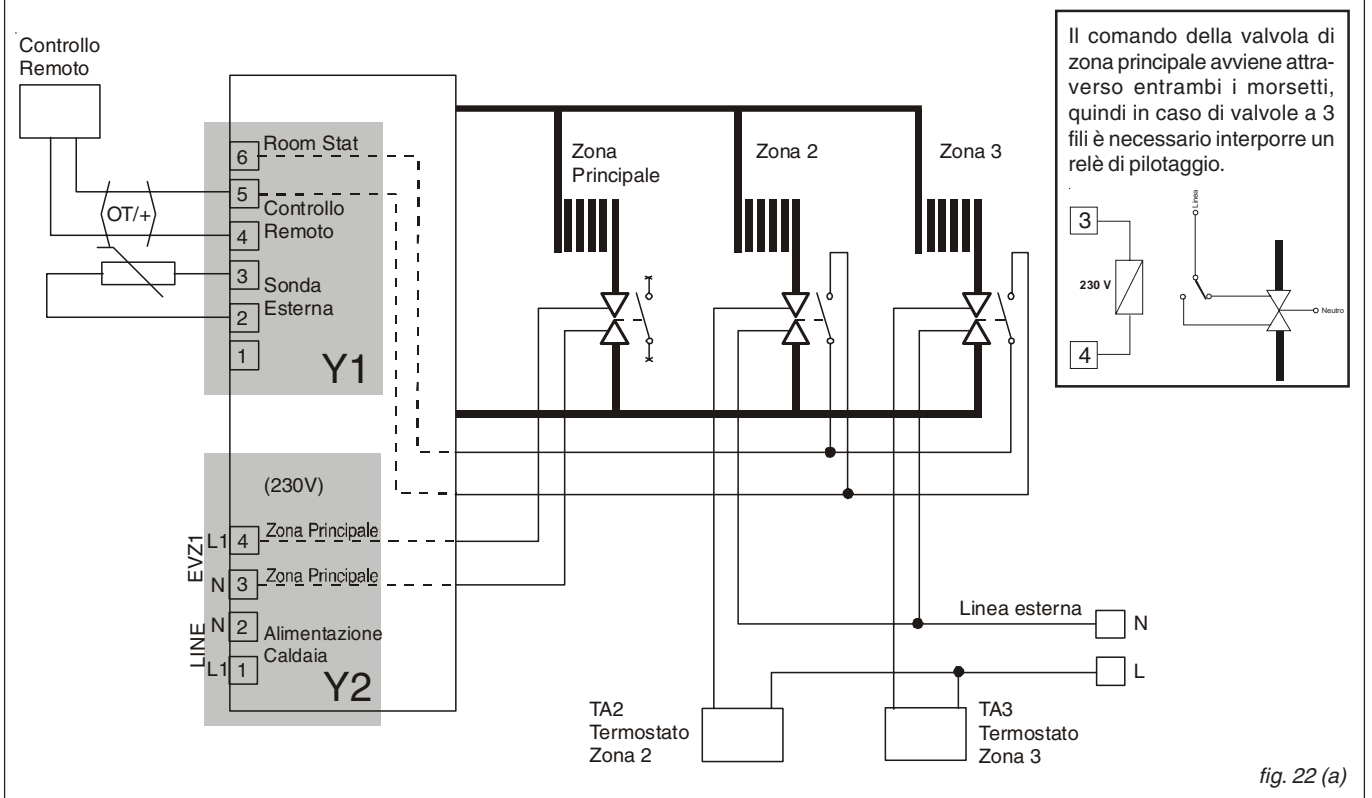 Controllo
Remoto
OT/+
6
Room Stat
5
Controllo
Remoto
4
3
Sonda
Esterna
2
1
Y1
(230V)
EVZ1
L1
4
Zona Principale
N
3
Zona Principale
LINE
N
2
Alimentazione
Caldaia
L1
1
Y2
Zona
Principale
Zona 2
Zona 3
Linea esterna
N
L
TA2
Termostato
Zona 2
TA3
Termostato
Zona 3
Il comando della valvola di
zona principale avviene attra-
verso entrambi i morsetti,
quindi in caso di valvole a 3
fili è necessario interporre un
relè di pilotaggio.
3
230 V
4
Linea
Neutro
fig. 22 (a)